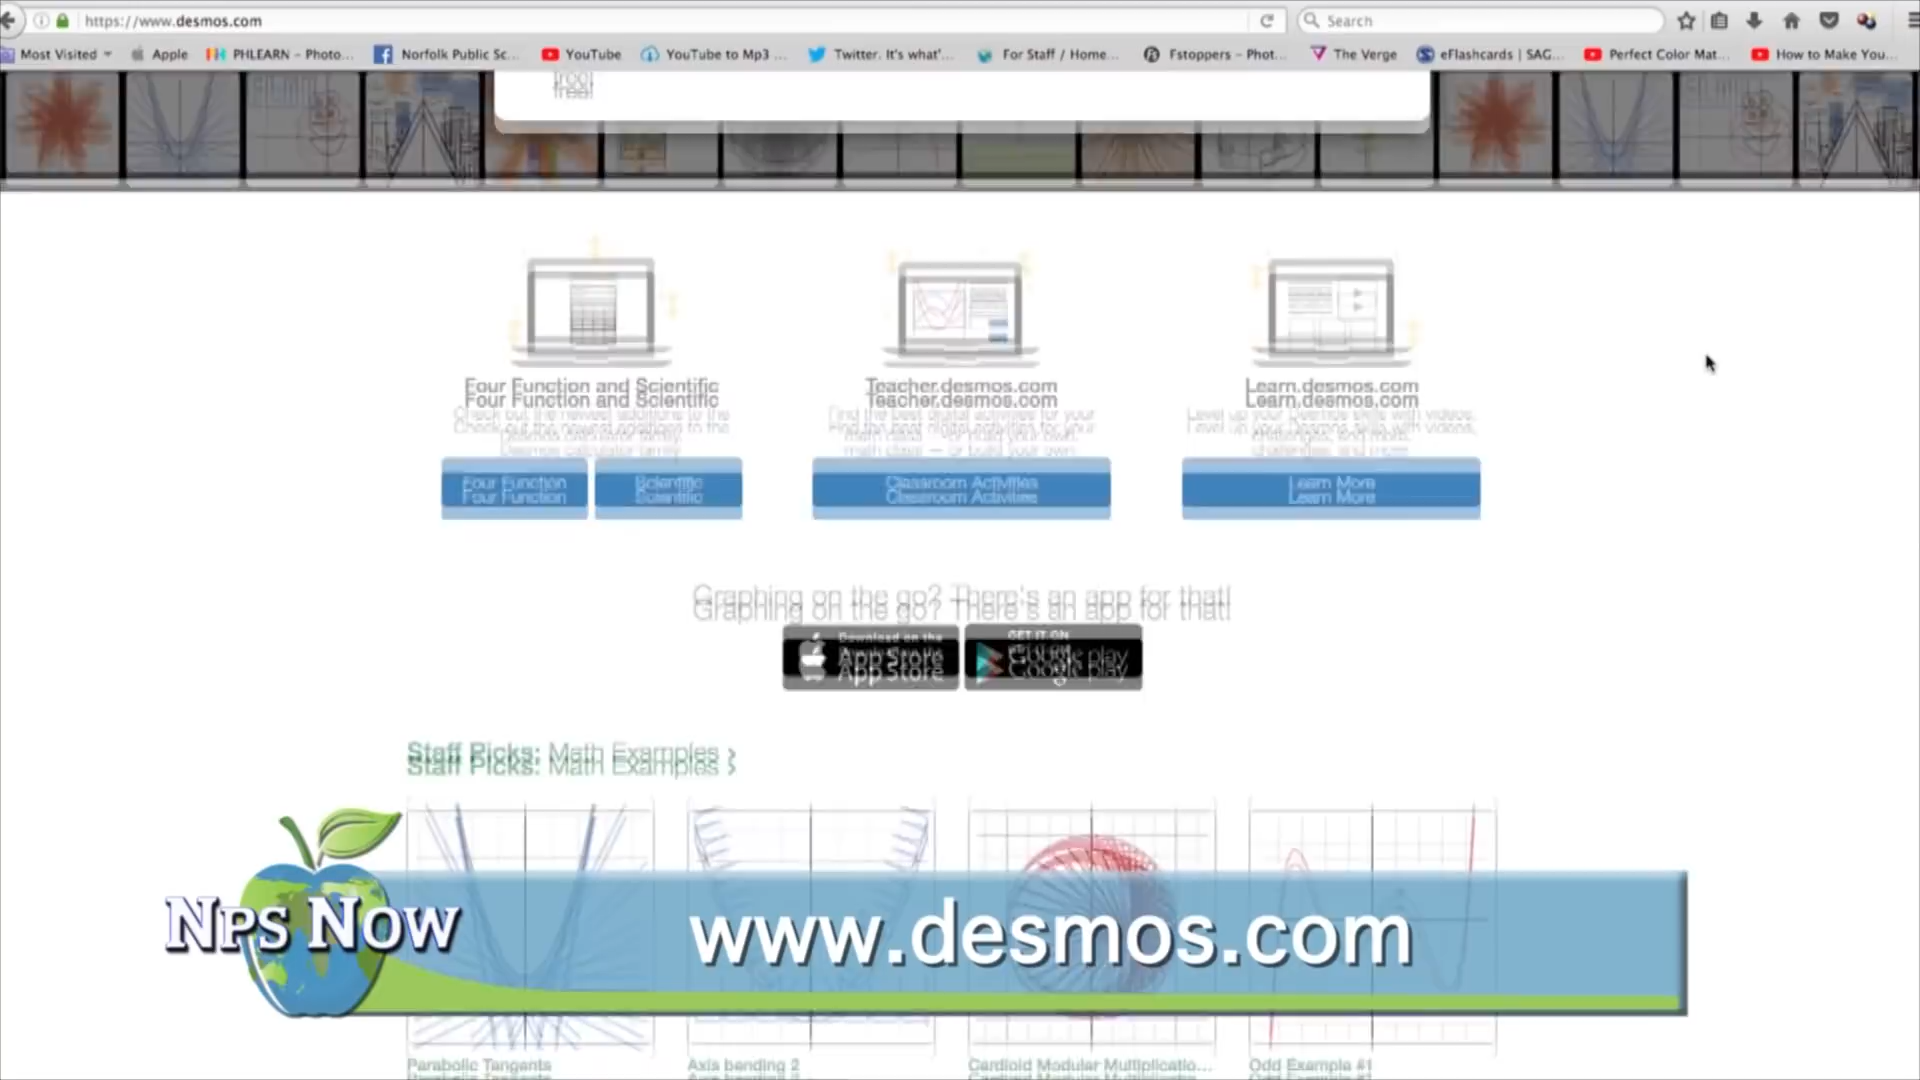 https://www.desmos.com
Search
Most Visited
Apple
PHLEARN – Photo...
Norfolk Public Sc...
YouTube
YouTube to Mp3 ...
Twitter. It's what'...
For Staff / Home...
Fstoppers – Phot...
The Verge
eFlashcards | SAG...
Perfect Color Mat...
How to Make You...
Four Function and Scientific
Check out the newest additions to the
Desmos calculator family.
Four Function
Scientific
Teacher.desmos.com
Find the best digital activities for your
math class — or build your own.
Classroom Activities
Learn.desmos.com
Level up your Desmos skills with videos,
challenges, and more.
Learn More
Graphing on the go? There's an app for that!
Download on the
App Store
GET IT ON
Google play
Staff Picks: Math Examples ›
NPS NOW
www.desmos.com
Parabolic Tangents
Axis bending 2
Cardioid Modular Multiplicatio...
Odd Example #1